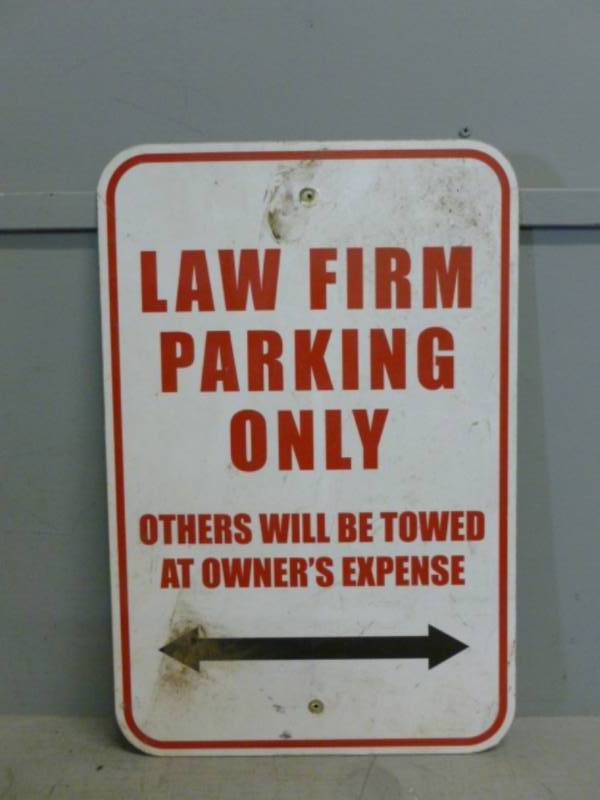 LAW FIRM
PARKING
ONLY
OTHERS WILL BE TOWED
AT OWNER'S EXPENSE